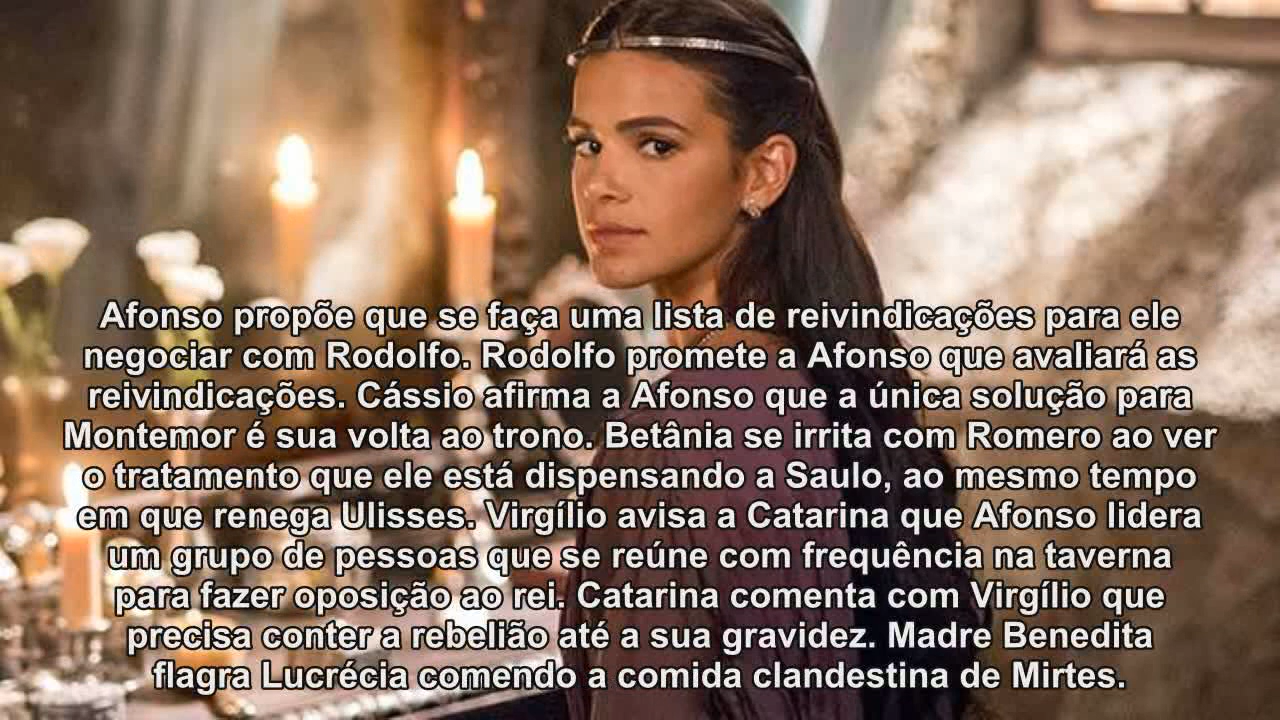 Afonso propõe que se faça uma lista de reivindicações para ele
negociar com Rodolfo. Rodolfo promete a Afonso que avaliará as
reivindicações. Cássio afirma a Afonso que a única solução para
Montemor é sua volta ao trono. Betânia se irrita com Romero ao ver
o tratamento que ele está dispensando a Saulo, ao mesmo tempo
em que renega Ulisses. Virgílio avisa a Catarina que Afonso lidera
um grupo de pessoas que se reúne com frequência na taverna
para fazer oposição ao rei. Catarina comenta com Virgílio que
precisa conter a rebelião até a sua gravidez. Madre Benedita
flagra Lucrécia comendo a comida clandestina de Mirtes.